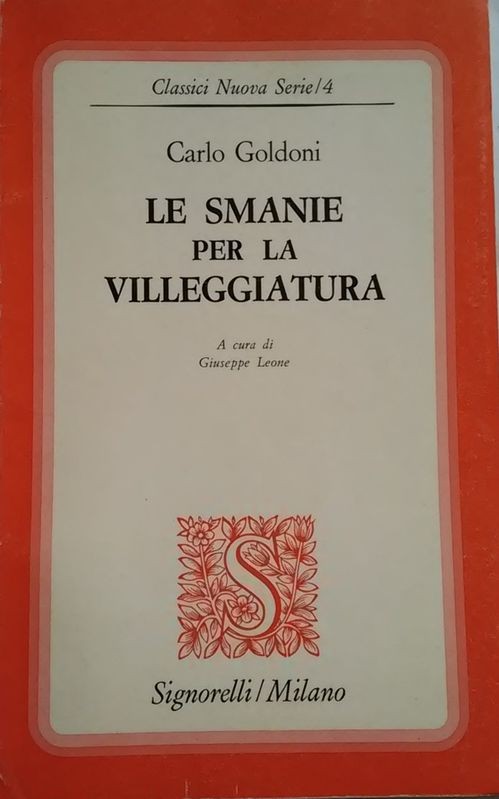 Classici Nuova Serie/4
Carlo Goldoni
LE SMANIE
PER LA
VILLEGGIATURA
A cura di
Giuseppe Leone
S
Signorelli/Milano